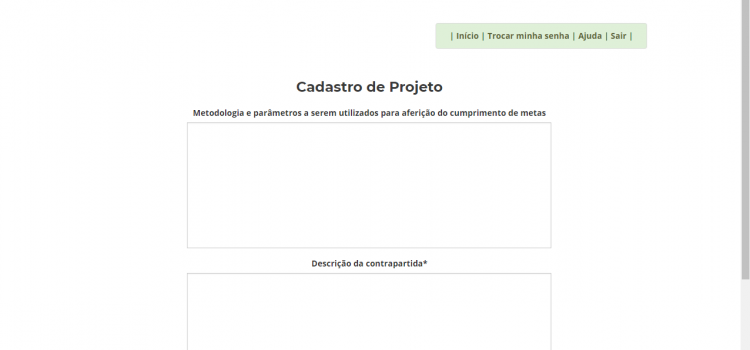 | Início | Trocar minha senha | Ajuda | Sair |
Cadastro de Projeto
Metodologia e parâmetros a serem utilizados para aferição do cumprimento de metas
Descrição da contrapartida*